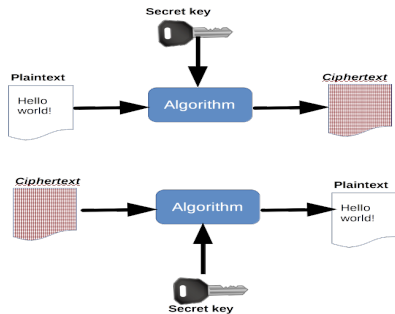 Secret key
Plaintext
Ciphertext
Hello
world!
Algorithm
Ciphertext
Plaintext
Algorithm
Hello
world!
Secret key